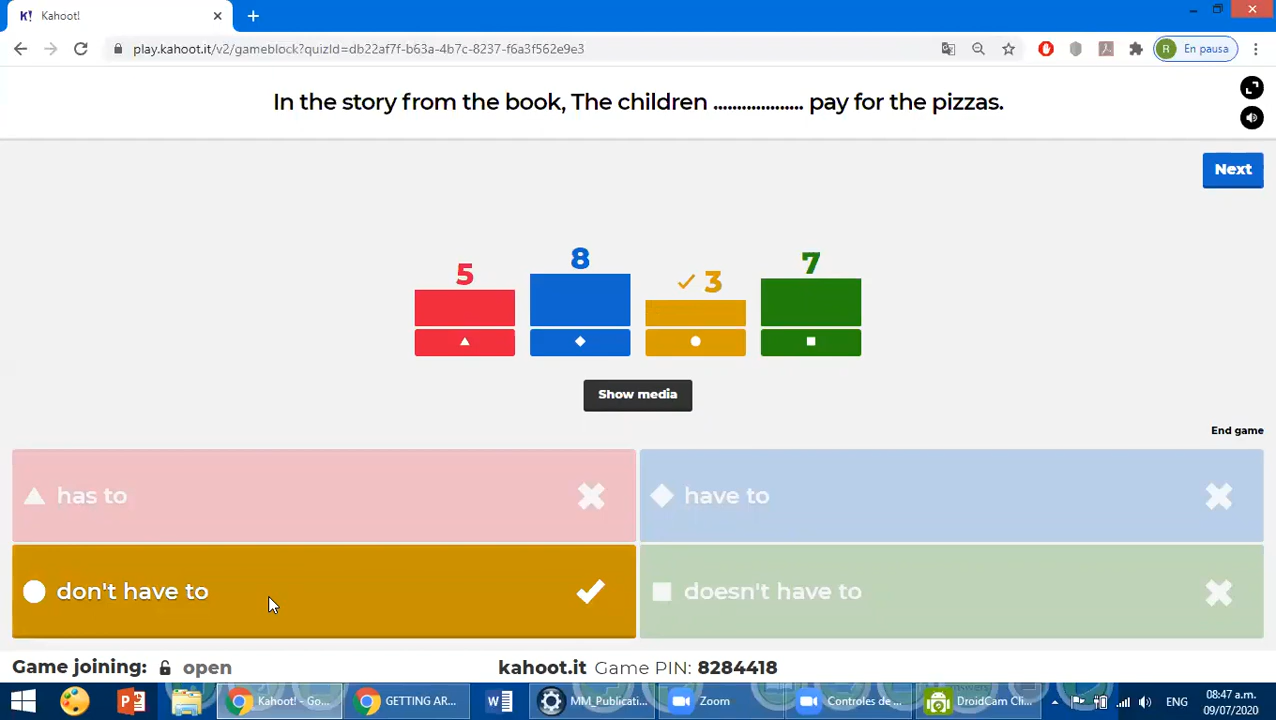 Kahoot!
play.kahoot.it/v2/gameblock?quizId=db22af7f-b63a-4b7c-8237-f6a3f562e9e3
R En pausa
In the story from the book, The children ................... pay for the pizzas.
Next
5 8 3 7
Show media
End game
has to
have to
don't have to
doesn't have to
Game joining: open kahoot.it Game PIN: 8284418
Kahoot! - Go... GETTING AR... MM_Publicati... Zoom Controles de ... DroidCam Cli... ENG 08:47 a.m.
09/07/2020